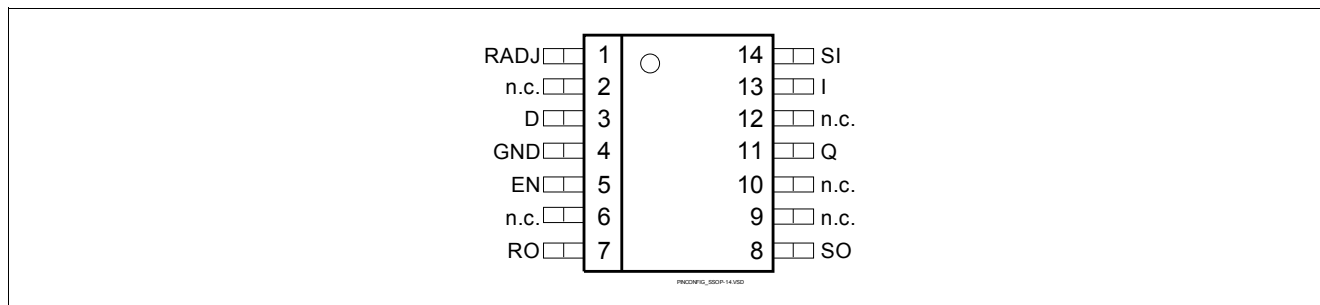 RADJ 1 14 SI
n.c. 2 13 I
D 3 12 n.c.
GND 4 11 Q
EN 5 10 n.c.
n.c. 6 9 n.c.
RO 7 8 SO
PINCONFIG_SSOP-14.VSD